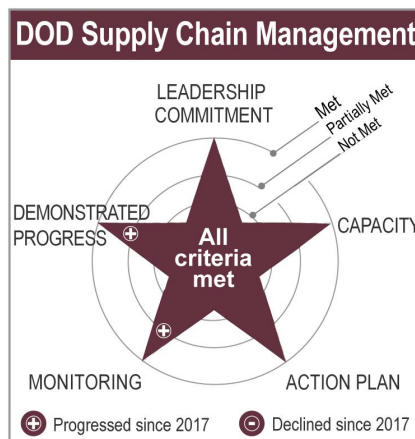 DOD Supply Chain Management
LEADERSHIP
COMMITMENT
Met
Partially Met
Not Met
DEMONSTRATED
PROGRESS
All
criteria
met
CAPACITY
MONITORING
ACTION PLAN
Progressed since 2017
Declined since 2017